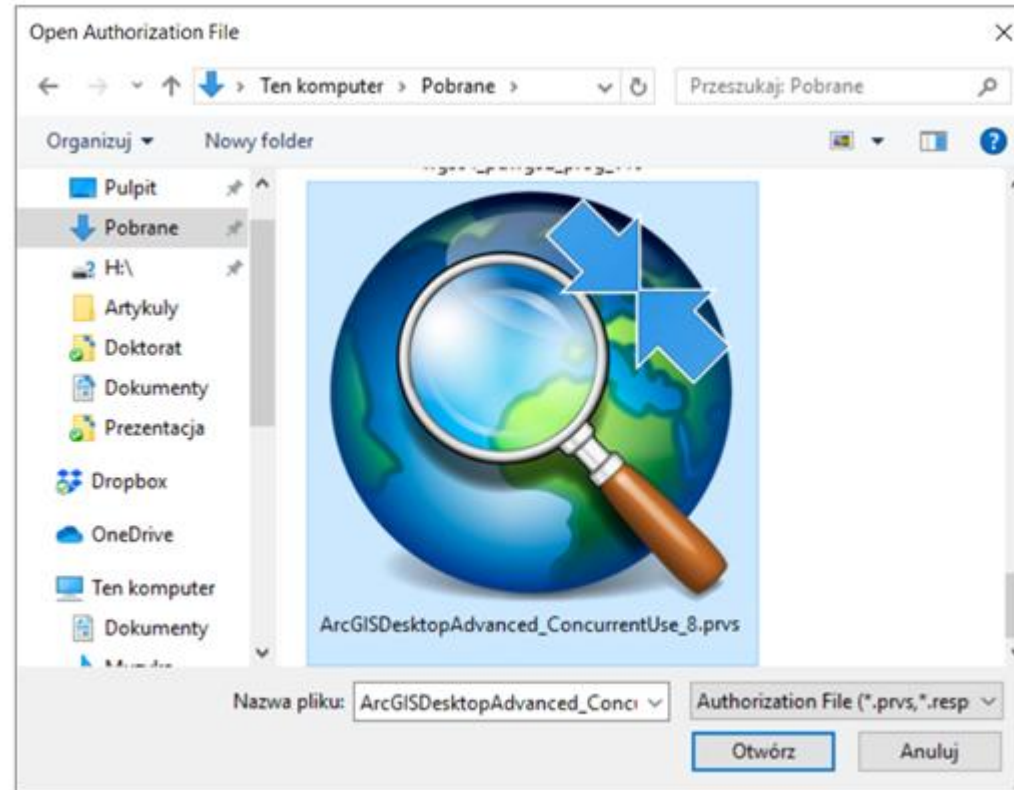 Open Authorization File
Ten komputer > Pobrane >
Przeszukaj: Pobrane
Organizuj
Nowy folder
Pulpit
Pobrane
H:\
Artykuly
Doktorat
Dokumenty
Prezentacja
Dropbox
OneDrive
Ten komputer
Dokumenty
ArcGISDesktopAdvanced_ConcurrentUse_8.prvs
Nazwa pliku:
ArcGISDesktopAdvanced_Concu
Authorization File (*.prvs,*.resp
Otwórz
Anuluj